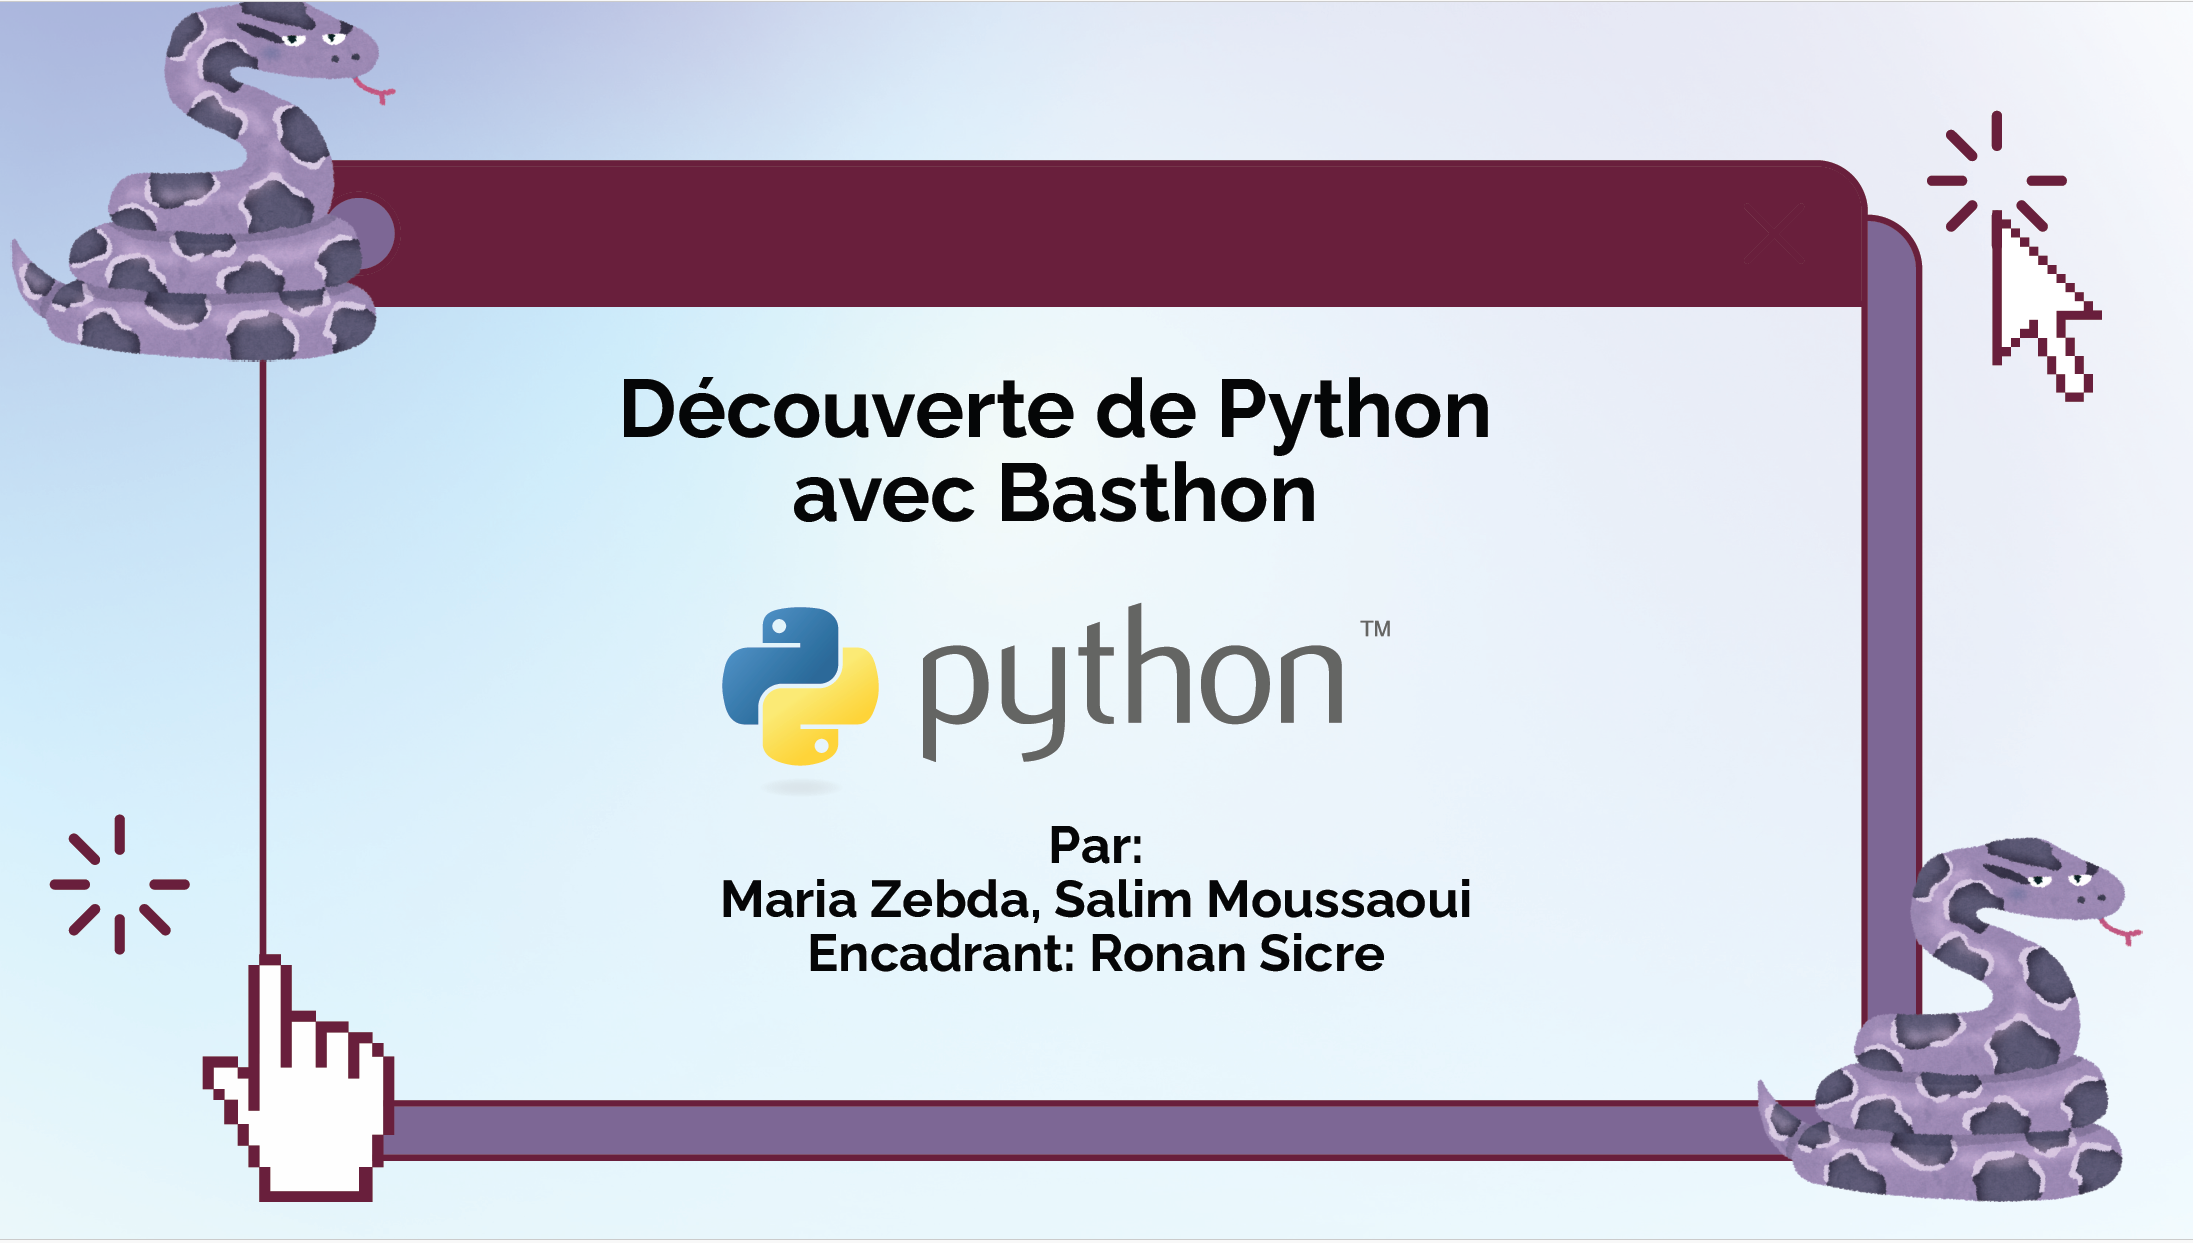 Découverte de Python
avec Basthon
python™
Par:
Maria Zebda, Salim Moussaoui
Encadrant: Ronan Sicre